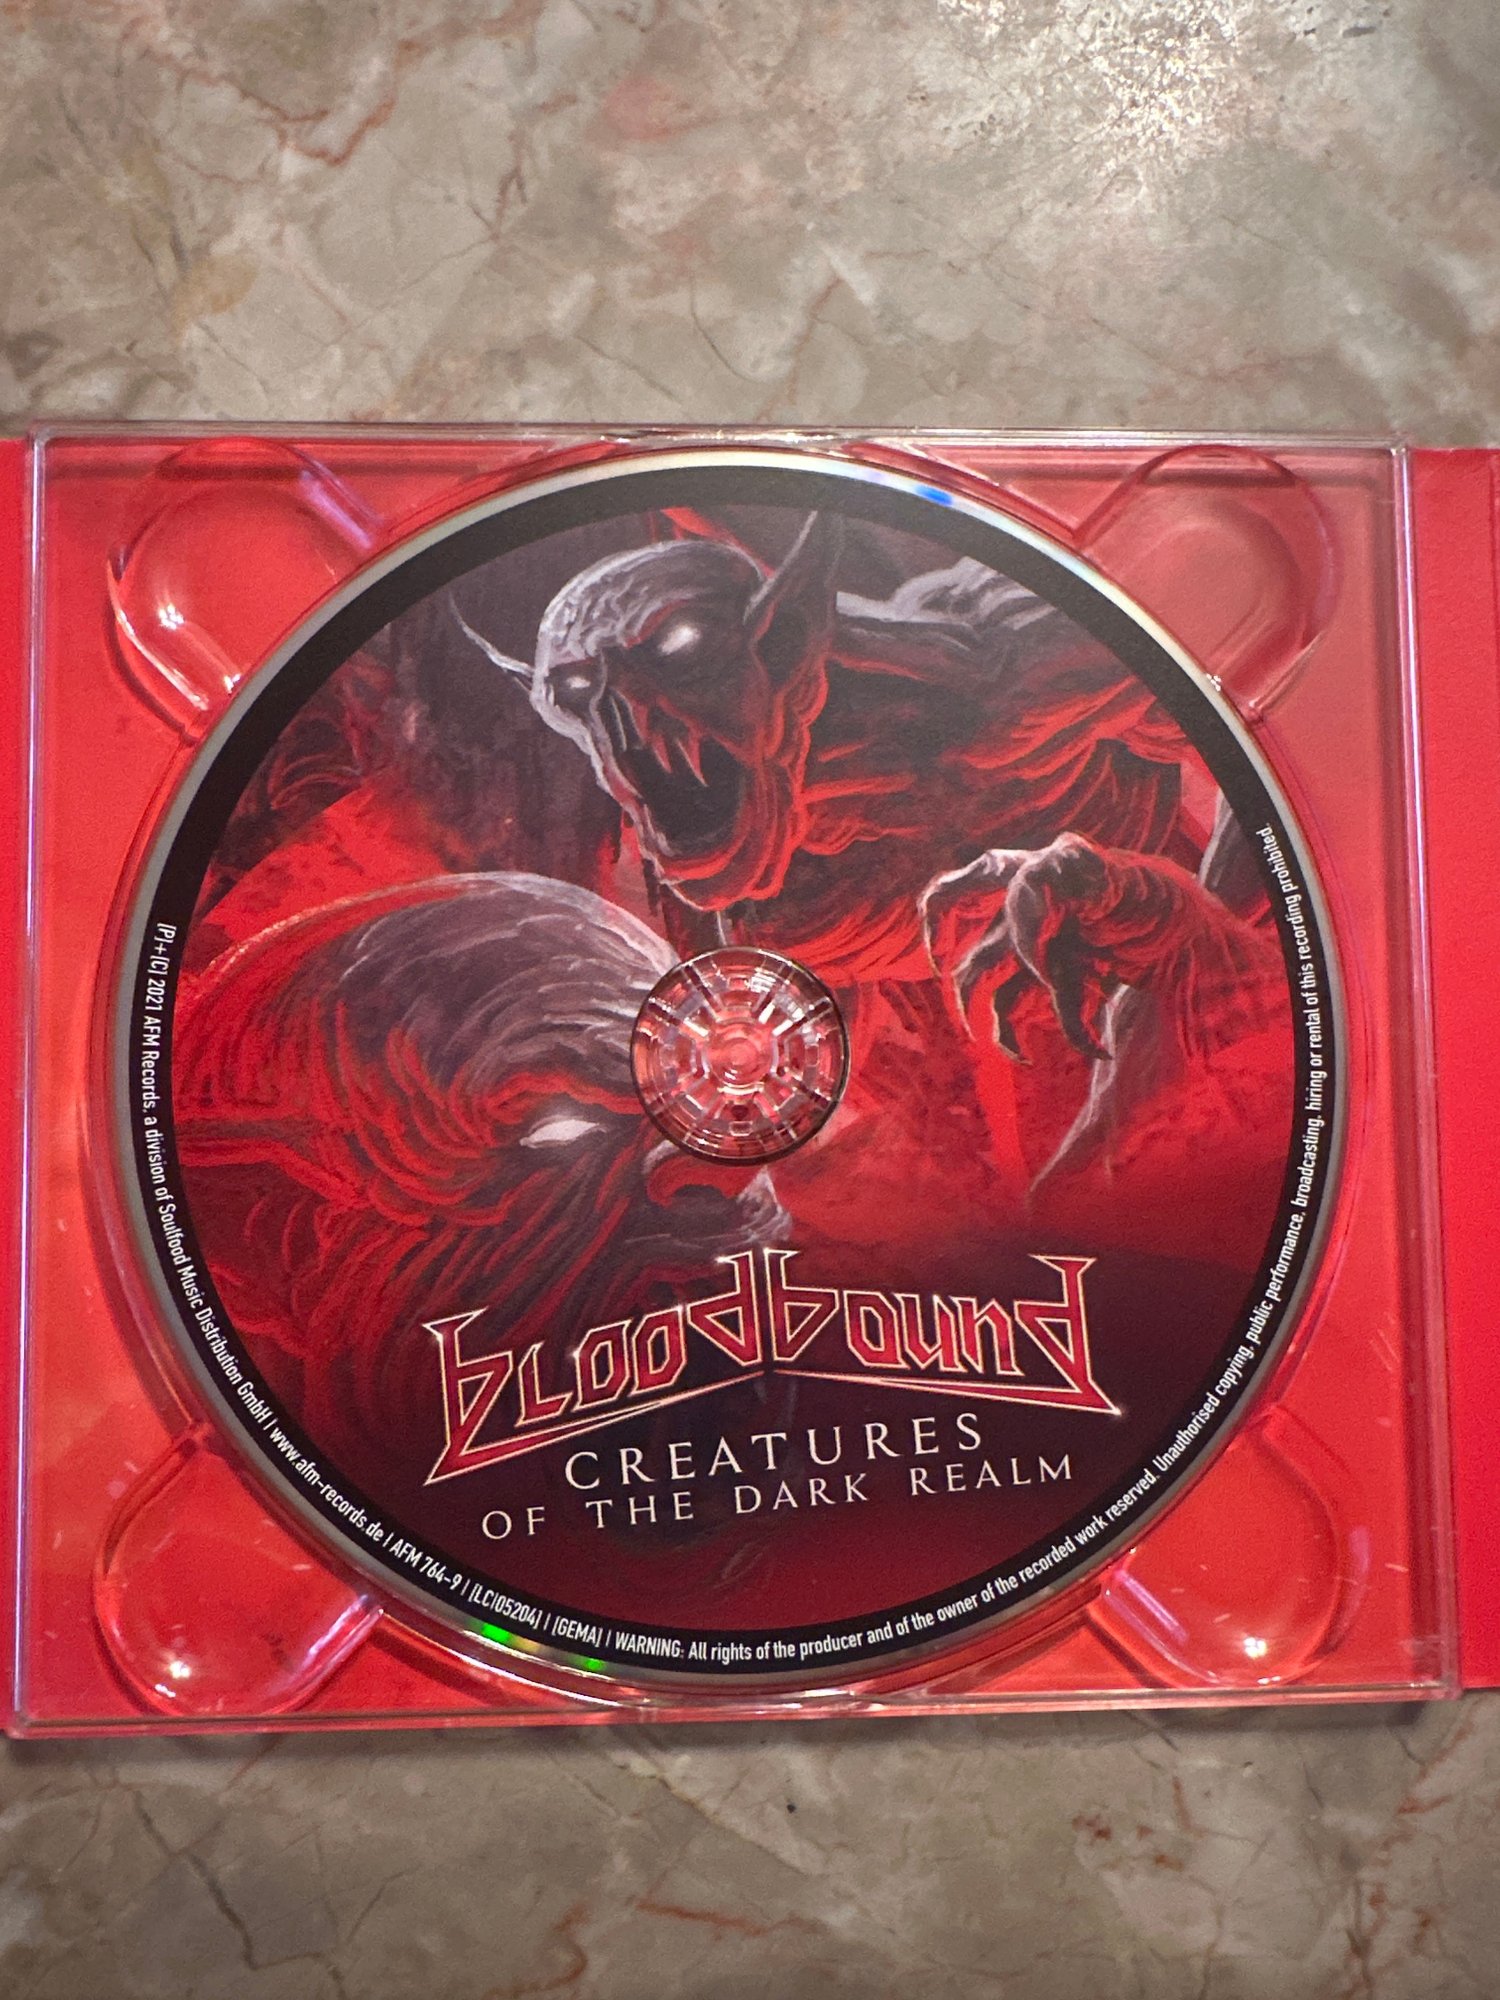 bloodbound
CREATURES
OF THE DARK REALM
(P)+(C) 2021 AFM Records, a division of Soulfood Music Distribution GmbH | www.afm-records.de | AFM 764-9 | [LC|05204] | [GEMA] | WARNING: All rights of the producer and of the owner of the recorded work reserved. Unauthorised copying, public performance, broadcasting, hiring or rental of this recording prohibited.